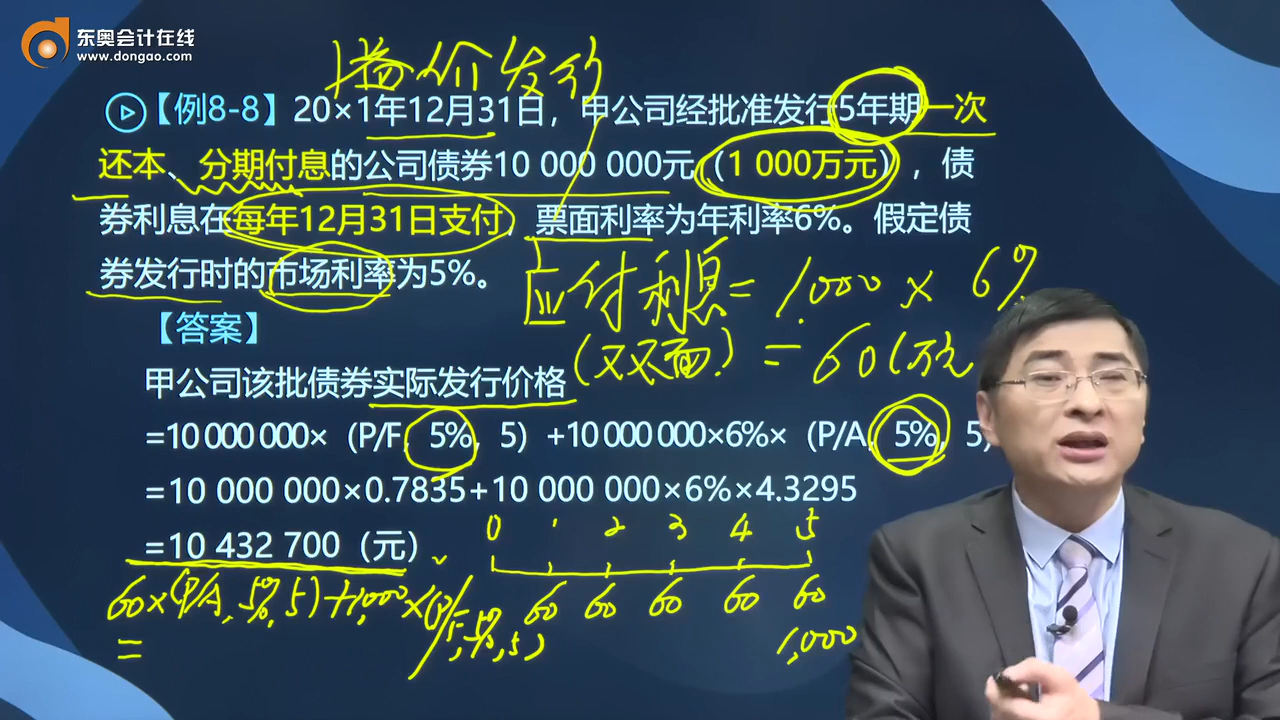 东奥会计在线
www.dongao.com
溢价发行
【例8-8】20×1年12月31日，甲公司经批准发行5年期一次
还本、分期付息的公司债券10 000 000元（1 000万元），债
券利息在每年12月31日支付，票面利率为年利率6%。假定债
券发行时的市场利率为5%。
应付利息=1,000×6%
【答案】
=60(万元
甲公司该批债券实际发行价格
=10 000 000×（P/F，5%，5）+10 000 000×6%×（P/A，5%，5）
=10 000 000×0.7835+10 000 000×6%×4.3295
0 1 2 3 4 5
=10 432 700（元）
60×(P/A,5%,5)+1,000×(P/F,5%,5)
60 60 60 60 60
1,000
=